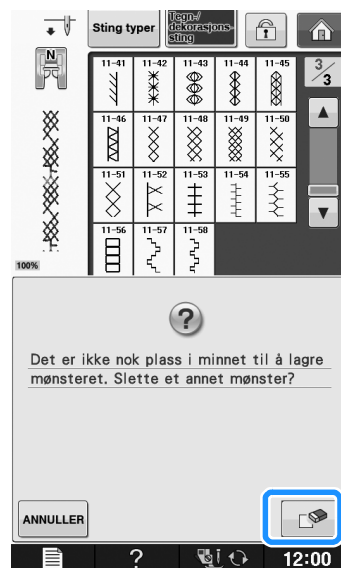 Sting typer
Tegn-/
dekorasjons-
sting
N
11-41 11-42 11-43 11-44 11-45
3/3
11-46 11-47 11-48 11-49 11-50
11-51 11-52 11-53 11-54 11-55
11-56 11-57 11-58
100%
?
Det er ikke nok plass i minnet til å lagre
mønsteret. Slette et annet mønster?
ANNULLER
? 12:00